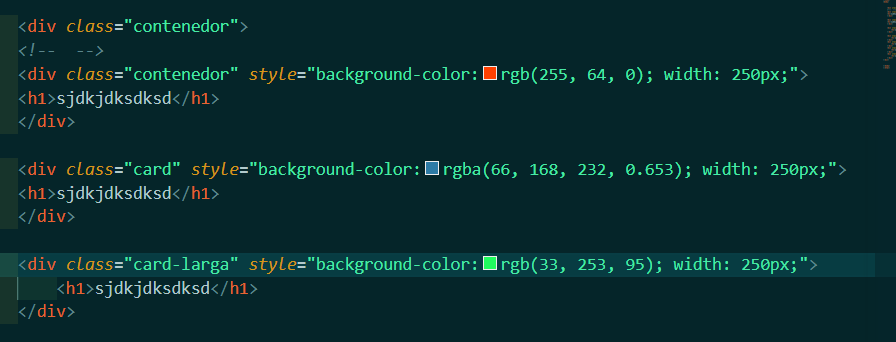 <div class="contenedor">
<!--  -->
<div class="contenedor" style="background-color: rgb(255, 64, 0); width: 250px;">
<h1>sjdkjdksdksd</h1>
</div>
<div class="card" style="background-color: rgba(66, 168, 232, 0.653); width: 250px;">
<h1>sjdkjdksdksd</h1>
</div>
<div class="card-larga" style="background-color: rgb(33, 253, 95); width: 250px;">
<h1>sjdkjdksdksd</h1>
</div>